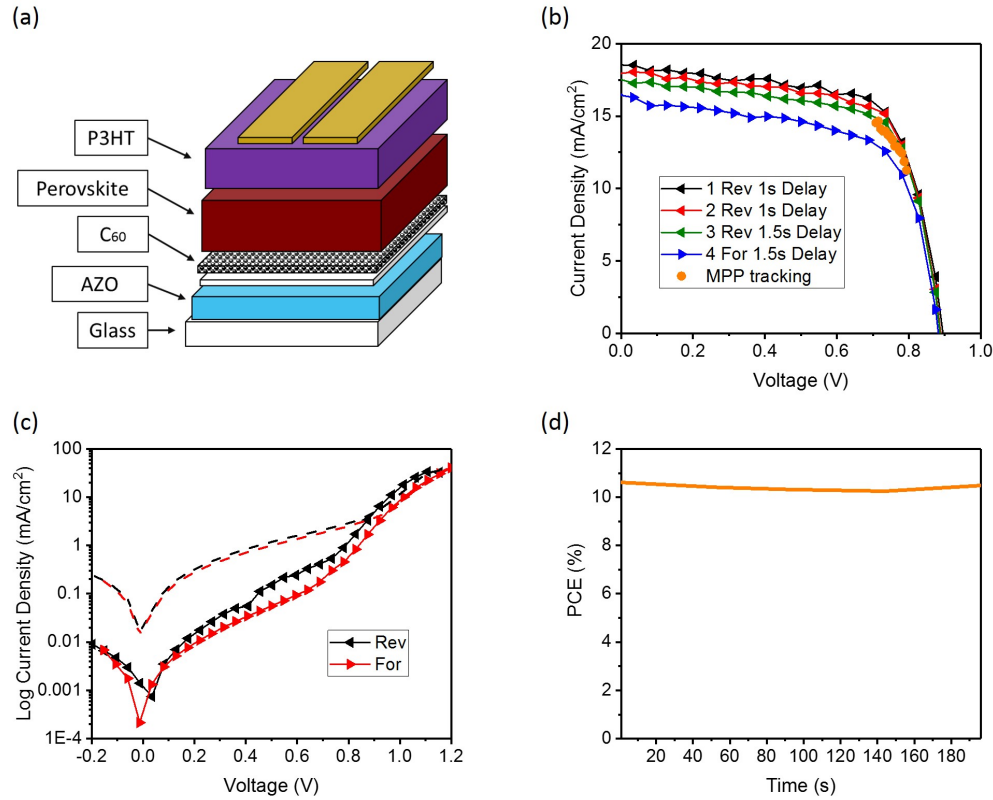 (a)
P3HT
Perovskite
C₆₀
AZO
Glass
(b)
20
15
10
5
0
0.0 0.2 0.4 0.6 0.8 1.0
Current Density (mA/cm²)
Voltage (V)
1 Rev 1s Delay
2 Rev 1s Delay
3 Rev 1.5s Delay
4 For 1.5s Delay
MPP tracking
(c)
100
10
1
0.1
0.01
0.001
1E-4
-0.2 0.0 0.2 0.4 0.6 0.8 1.0 1.2
Log Current Density (mA/cm²)
Voltage (V)
Rev
For
(d)
12
10
8
6
4
2
0
20 40 60 80 100 120 140 160 180
PCE (%)
Time (s)